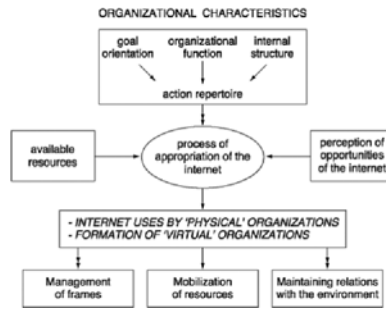 ORGANIZATIONAL CHARACTERISTICS
goal orientation
organizational function
internal structure
action repertoire
available resources
process of appropriation of the internet
perception of opportunities of the internet
- INTERNET USES BY 'PHYSICAL' ORGANIZATIONS
- FORMATION OF 'VIRTUAL' ORGANIZATIONS
Management of frames
Mobilization of resources
Maintaining relations with the environment